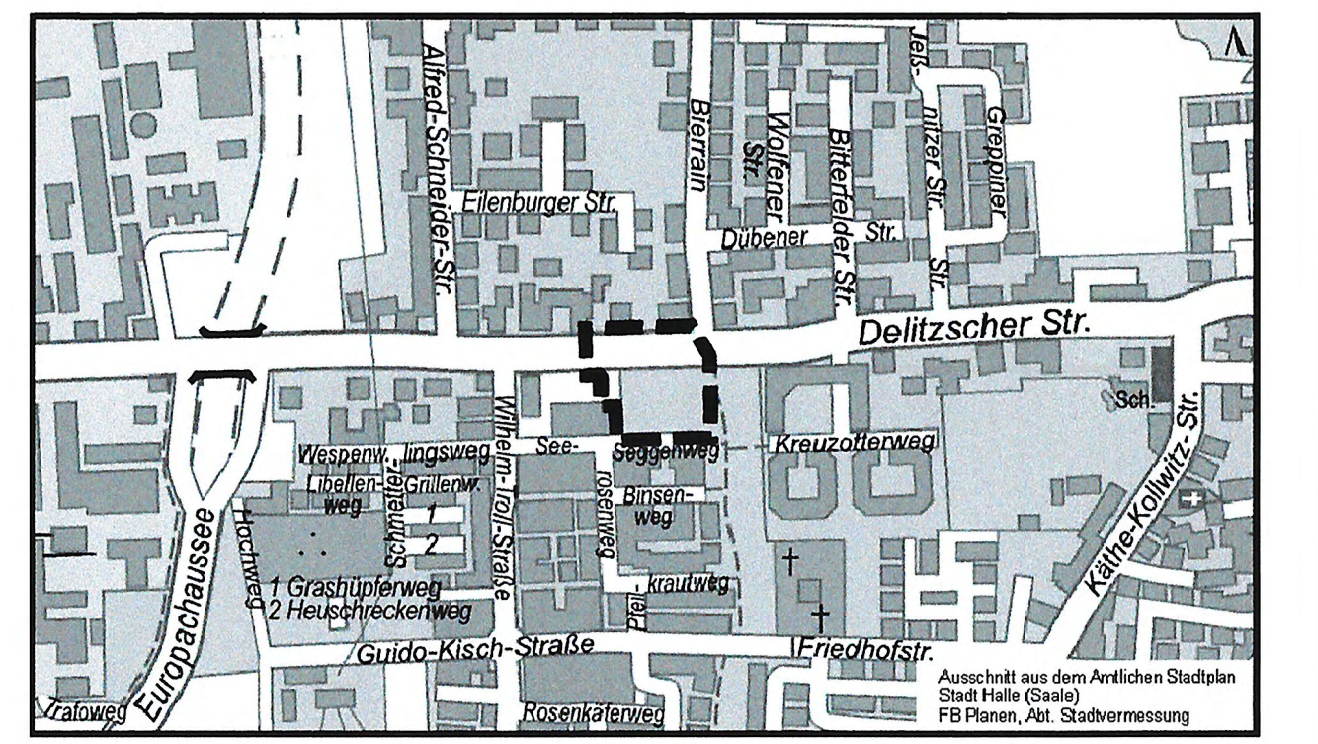 Alfred-Schneider-Str.
Eilenburger Str.
Bierrain
Wolfener
Str.
Bitterfelder Str.
Jeß-
nitzer Str.
Str.
Greppiner
Dübener
Str.
Delitzscher Str.
Sch.
Käthe-Kollwitz-Str.
Wespenw.
lingsweg
Libellen-
weg
Schmetter-
Grillenw.
1
2
1 Grashüpferweg
2 Heuschreckenweg
Wilhelm-Troll-Straße
See-
rosenweg
Seggenweg
Binsen-
weg
Kreuzotterweg
Pfeil-
krautweg
Hochweg
Europachaussee
Trafoweg
Guido-Kisch-Straße
Friedhofstr.
Rosenkäferweg
Ausschnitt aus dem Amtlichen Stadtplan
Stadt Halle (Saale)
FB Planen, Abt. Stadtvermessung